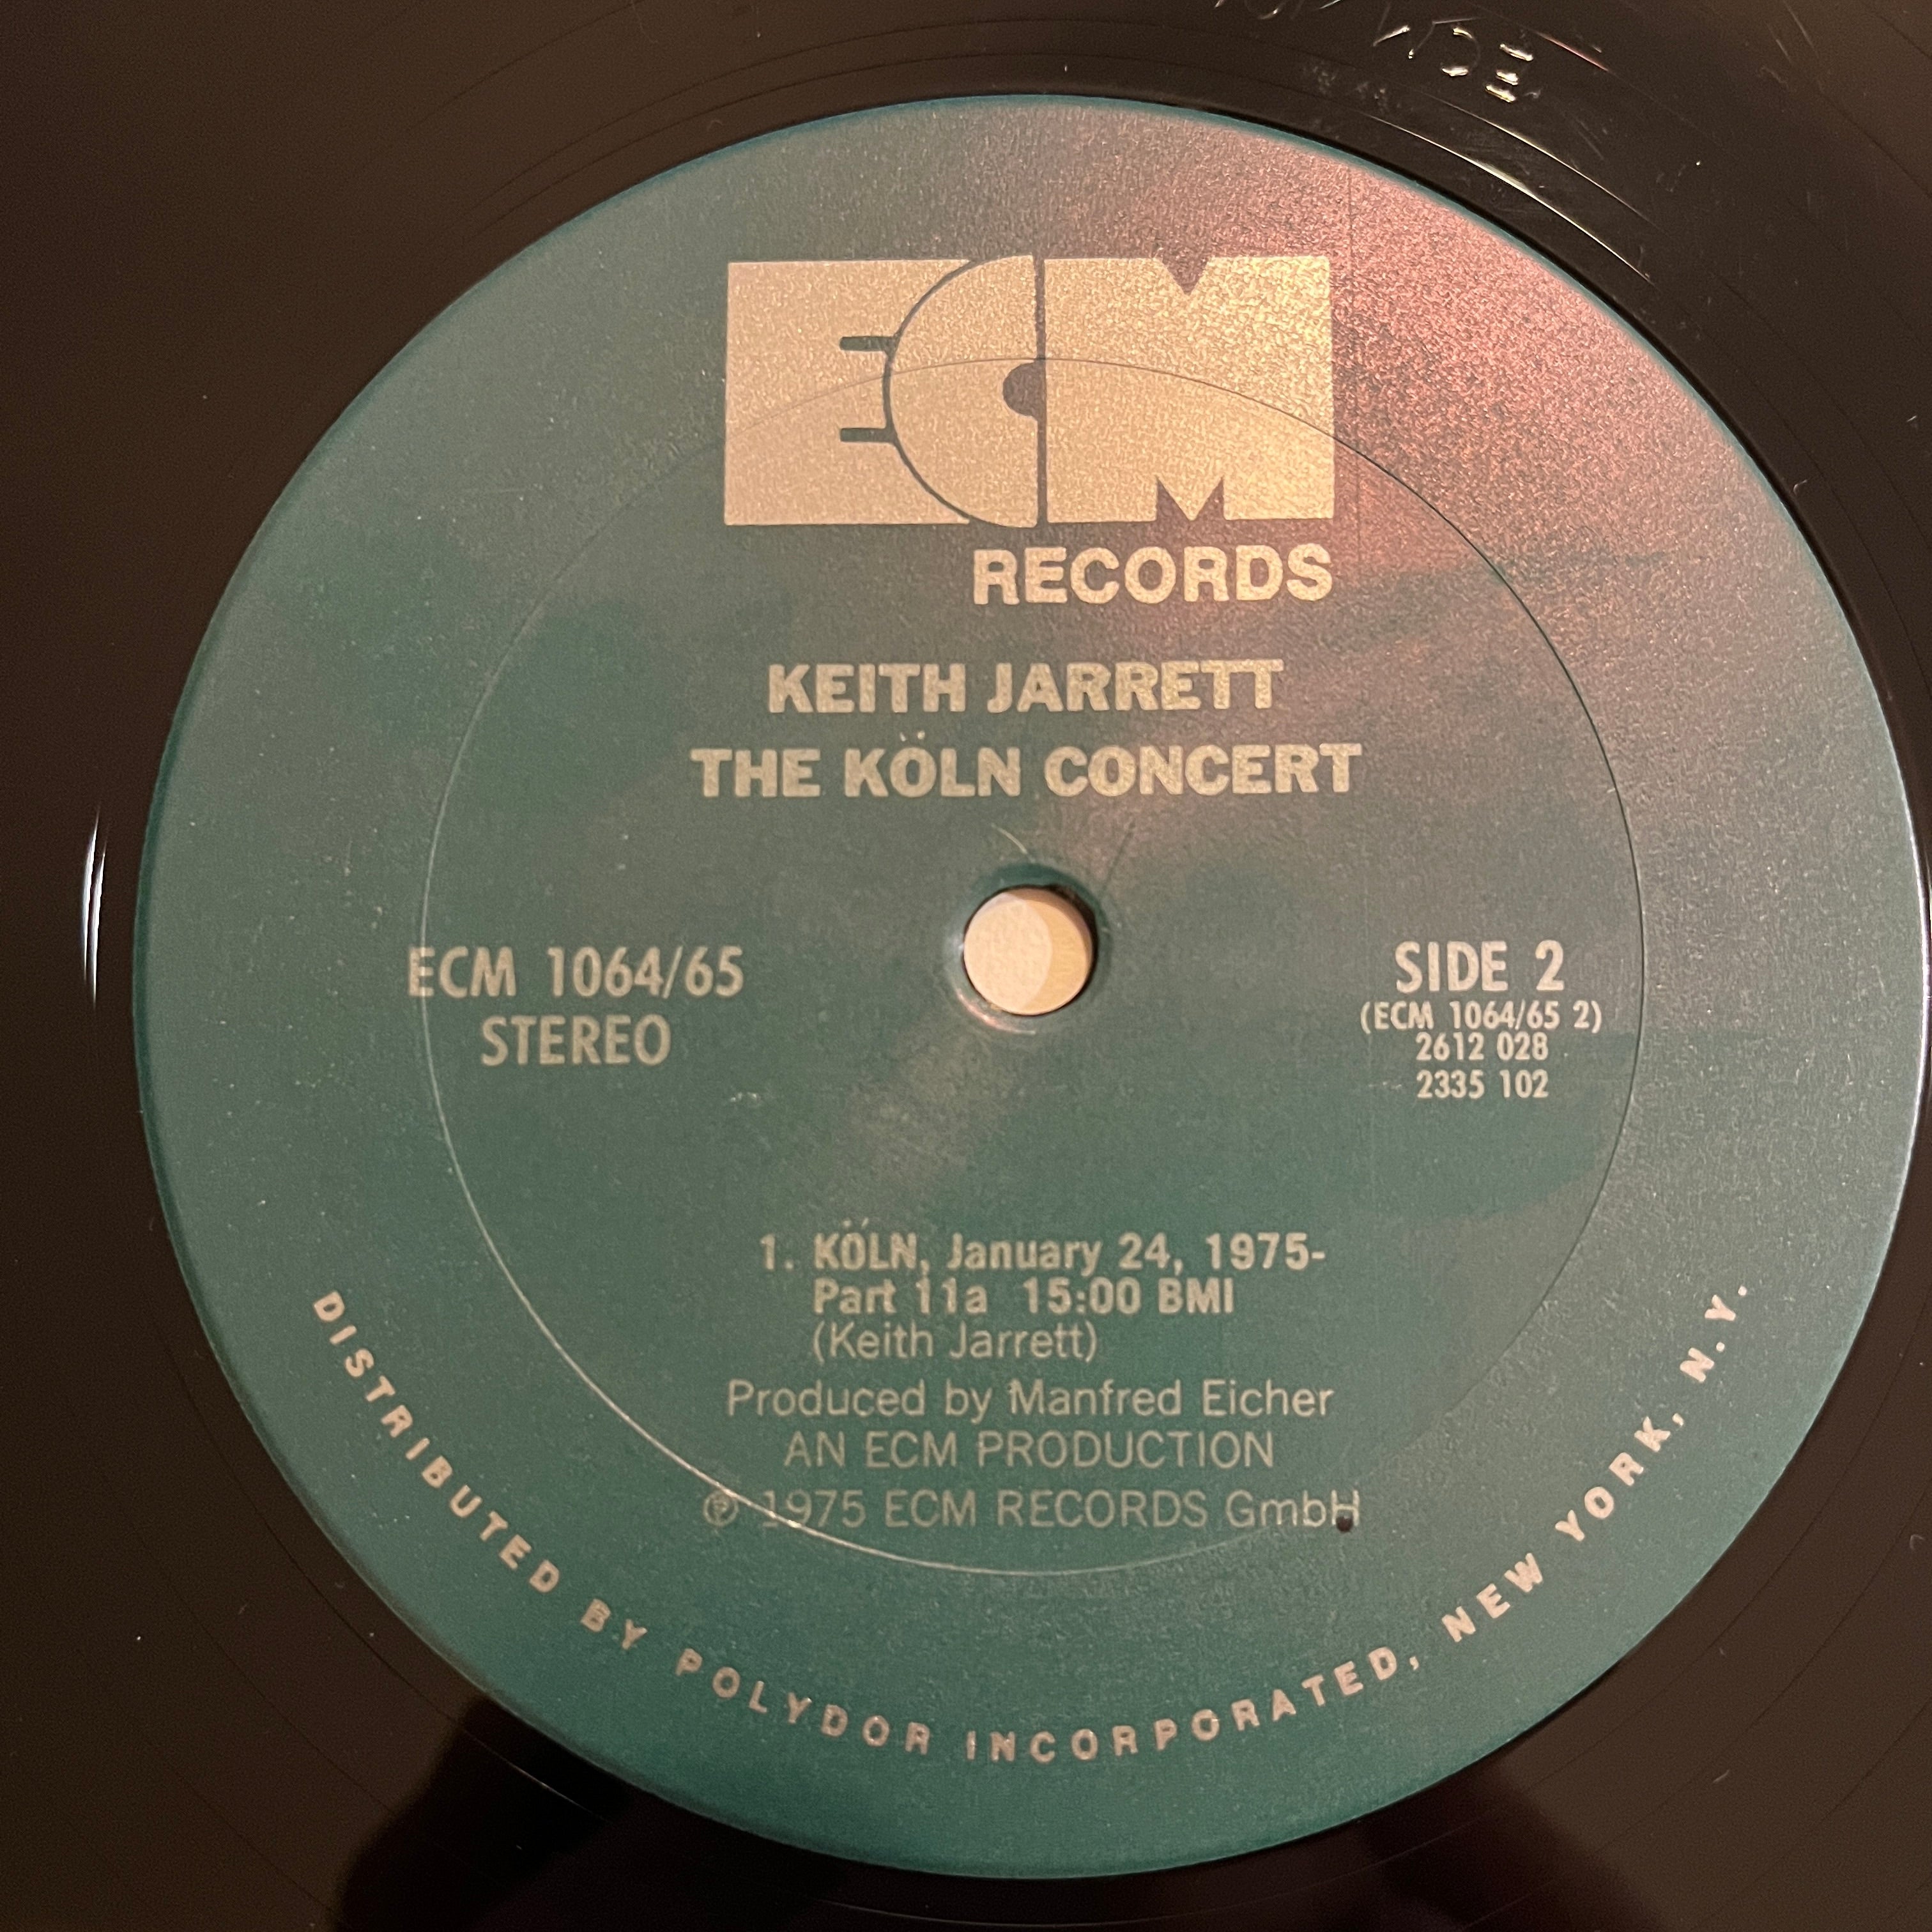 ECM
ECM
RECORDS
KEITH JARRETT
THE KÖLN CONCERT
ECM 1064/65
STEREO
SIDE 2
(ECM 1064/65 2)
2612 028
2335 102
1. KÖLN, January 24, 1975-
Part 11a 15:00 BMI
(Keith Jarrett)
Produced by Manfred Eicher
AN ECM PRODUCTION
℗ 1975 ECM RECORDS GmbH
DISTRIBUTED BY POLYDOR INCORPORATED, NEW YORK, N.Y.